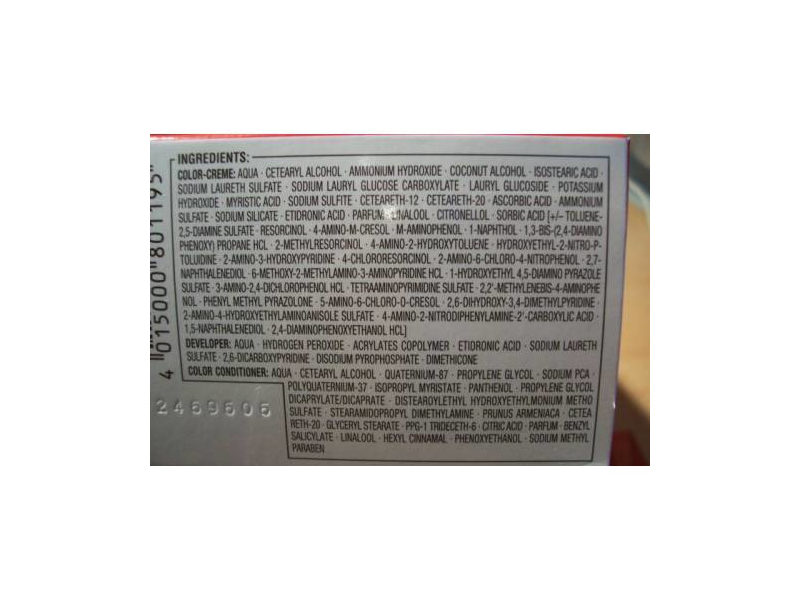 INGREDIENTS:
COLOR-CREME: AQUA · CETEARYL ALCOHOL · AMMONIUM HYDROXIDE · COCONUT ALCOHOL · ISOSTEARIC ACID ·
SODIUM LAURETH SULFATE · SODIUM LAURYL GLUCOSE CARBOXYLATE · LAURYL GLUCOSIDE · POTASSIUM
HYDROXIDE · MYRISTIC ACID · SODIUM SULFITE · CETEARETH-12 · CETEARETH-20 · ASCORBIC ACID · AMMONIUM
SULFATE · SODIUM SILICATE · ETIDRONIC ACID · PARFUM · LINALOOL · CITRONELLOL · SORBIC ACID [+/– TOLUENE-
2,5-DIAMINE SULFATE · RESORCINOL · 4-AMINO-M-CRESOL · M-AMINOPHENOL · 1-NAPHTHOL · 1,3-BIS-(2,4-DIAMINO
PHENOXY) PROPANE HCL · 2-METHYLRESORCINOL · 4-AMINO-2-HYDROXYTOLUENE · HYDROXYETHYL-2-NITRO-P-
TOLUIDINE · 2-AMINO-3-HYDROXYPYRIDINE · 4-CHLORORESORCINOL · 2-AMINO-6-CHLORO-4-NITROPHENOL · 2,7-
NAPHTHALENEDIOL · 6-METHOXY-2-METHYLAMINO-3-AMINOPYRIDINE HCL · 1-HYDROXYETHYL 4,5-DIAMINO PYRAZOLE
SULFATE · 3-AMINO-2,4-DICHLOROPHENOL HCL · TETRAAMINOPYRIMIDINE SULFATE · 2,2'-METHYLENEBIS-4-AMINOPHE
NOL · PHENYL METHYL PYRAZOLONE · 5-AMINO-6-CHLORO-O-CRESOL · 2,6-DIHYDROXY-3,4-DIMETHYLPYRIDINE ·
2-AMINO-4-HYDROXYETHYLAMINOANISOLE SULFATE · 4-AMINO-2-NITRODIPHENYLAMINE-2'-CARBOXYLIC ACID ·
1,5-NAPHTHALENEDIOL · 2,4-DIAMINOPHENOXYETHANOL HCL]
DEVELOPER: AQUA · HYDROGEN PEROXIDE · ACRYLATES COPOLYMER · ETIDRONIC ACID · SODIUM LAURETH
SULFATE · 2,6-DICARBOXYPYRIDINE · DISODIUM PYROPHOSPHATE · DIMETHICONE
COLOR CONDITIONER: AQUA · CETEARYL ALCOHOL · QUATERNIUM-87 · PROPYLENE GLYCOL · SODIUM PCA ·
POLYQUATERNIUM-37 · ISOPROPYL MYRISTATE · PANTHENOL · PROPYLENE GLYCOL
DICAPRYLATE/DICAPRATE · DISTEAROYLETHYL HYDROXYETHYLMONIUM METHO
SULFATE · STEARAMIDOPROPYL DIMETHYLAMINE · PRUNUS ARMENIACA · CETEA
RETH-20 · GLYCERYL STEARATE · PPG-1 TRIDECETH-6 · CITRIC ACID · PARFUM · BENZYL
SALICYLATE · LINALOOL · HEXYL CINNAMAL · PHENOXYETHANOL · SODIUM METHYL
PARABEN
4 015000 801195
2469606